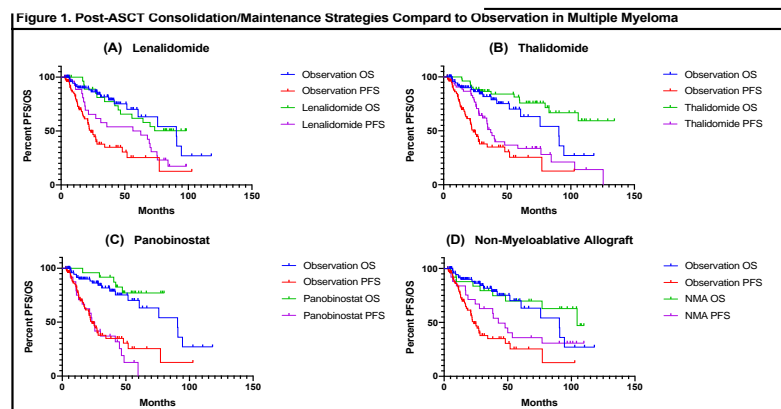 Figure 1. Post-ASCT Consolidation/Maintenance Strategies Compard to Observation in Multiple Myeloma
(A) Lenalidomide
Percent PFS/OS
100
50
0
0
50
100
150
Months
Observation OS
Observation PFS
Lenalidomide OS
Lenalidomide PFS
(B) Thalidomide
Percent PFS/OS
100
50
0
0
50
100
150
Months
Observation OS
Observation PFS
Thalidomide OS
Thalidomide PFS
(C) Panobinostat
Percent PFS/OS
100
50
0
0
50
100
150
Months
Observation OS
Observation PFS
Panobinostat OS
Panobinostat PFS
(D) Non-Myeloablative Allograft
Percent PFS/OS
100
50
0
0
50
100
150
Months
Observation OS
Observation PFS
NMA OS
NMA PFS